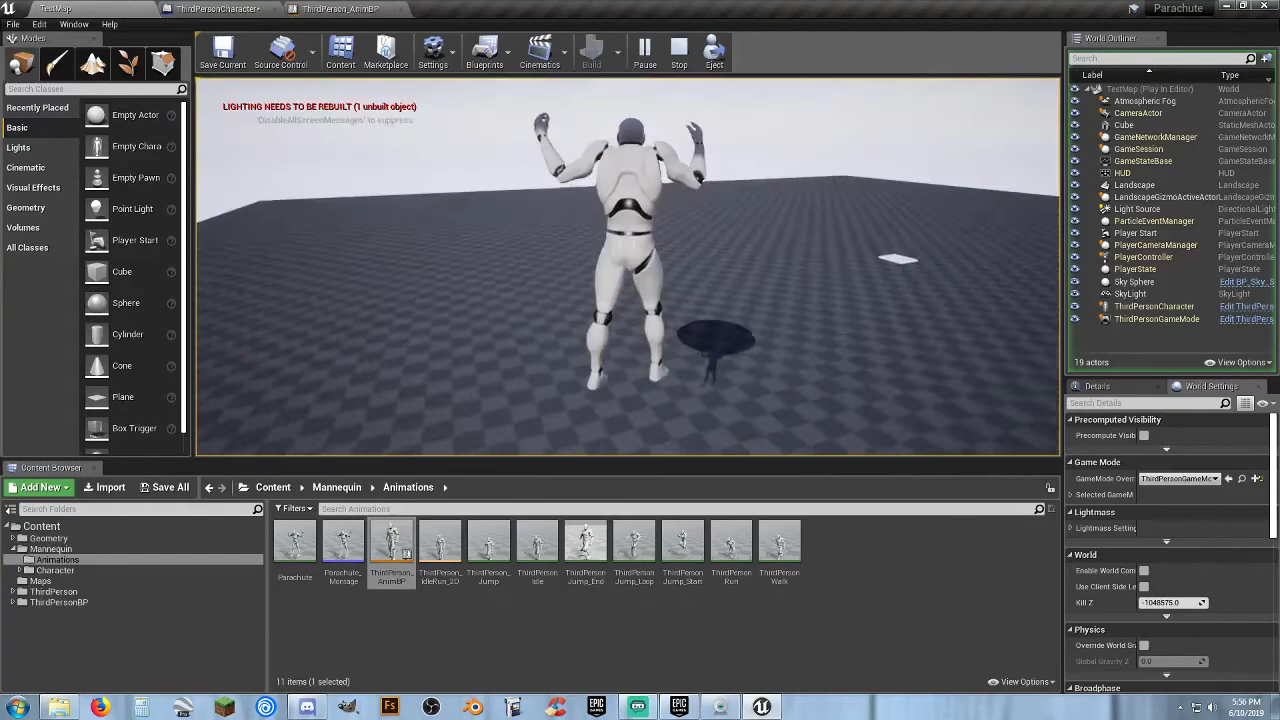 TestMap
ThirdPersonCharacter*
ThirdPerson_AnimBP
Parachute
File Edit Window Help
Modes
Search Classes
Recently Placed
Basic
Lights
Cinematic
Visual Effects
Geometry
Volumes
All Classes
Empty Actor
Empty Chara
Empty Pawn
Point Light
Player Start
Cube
Sphere
Cylinder
Cone
Plane
Box Trigger
Save Current
Source Control
Content
Marketplace
Settings
Blueprints
Cinematics
Build
Pause
Stop
Eject
LIGHTING NEEDS TO BE REBUILT (1 unbuilt object)
'DisableAllScreenMessages' to suppress
World Outliner
Search
Label Type
TestMap (Play In Editor) World
Atmospheric Fog AtmosphericFo
CameraActor CameraActor
Cube StaticMeshActo
GameNetworkManager GameNetworkM
GameSession GameSession
GameStateBase GameStateBase
HUD HUD
Landscape Landscape
LandscapeGizmoActiveActor LandscapeGizm
Light Source DirectionalLigh
ParticleEventManager ParticleEventM
Player Start PlayerStart
PlayerCameraManager PlayerCameraM
PlayerController PlayerControlle
PlayerState PlayerState
Sky Sphere Edit BP_Sky_S
SkyLight SkyLight
ThirdPersonCharacter Edit ThirdPers
ThirdPersonGameMode Edit ThirdPers
19 actors
View Options
Details
World Settings
Search Details
Precomputed Visibility
Precompute Visib
Game Mode
GameMode Overr ThirdPersonGameMo
Selected GameM
Lightmass
Lightmass Setting
World
Enable World Com
Use Client Side Le
Kill Z -1048575.0
Physics
Override World Gr
Global Gravity Z 0.0
Broadphase
Content Browser
Add New Import Save All Content Mannequin Animations
Search Folders
Filters Search Animations
Content
Geometry
Mannequin
Animations
Character
Maps
ThirdPerson
ThirdPersonBP
Parachute
Parachute_
Montage
ThirdPerson_
AnimBP
ThirdPerson_
IdleRun_2D
ThirdPerson_
Jump
ThirdPerson
Idle
ThirdPerson
Jump_End
ThirdPerson
Jump_Loop
ThirdPerson
Jump_Start
ThirdPerson
Run
ThirdPerson
Walk
11 items (1 selected)
View Options
5:56 PM
6/10/2019